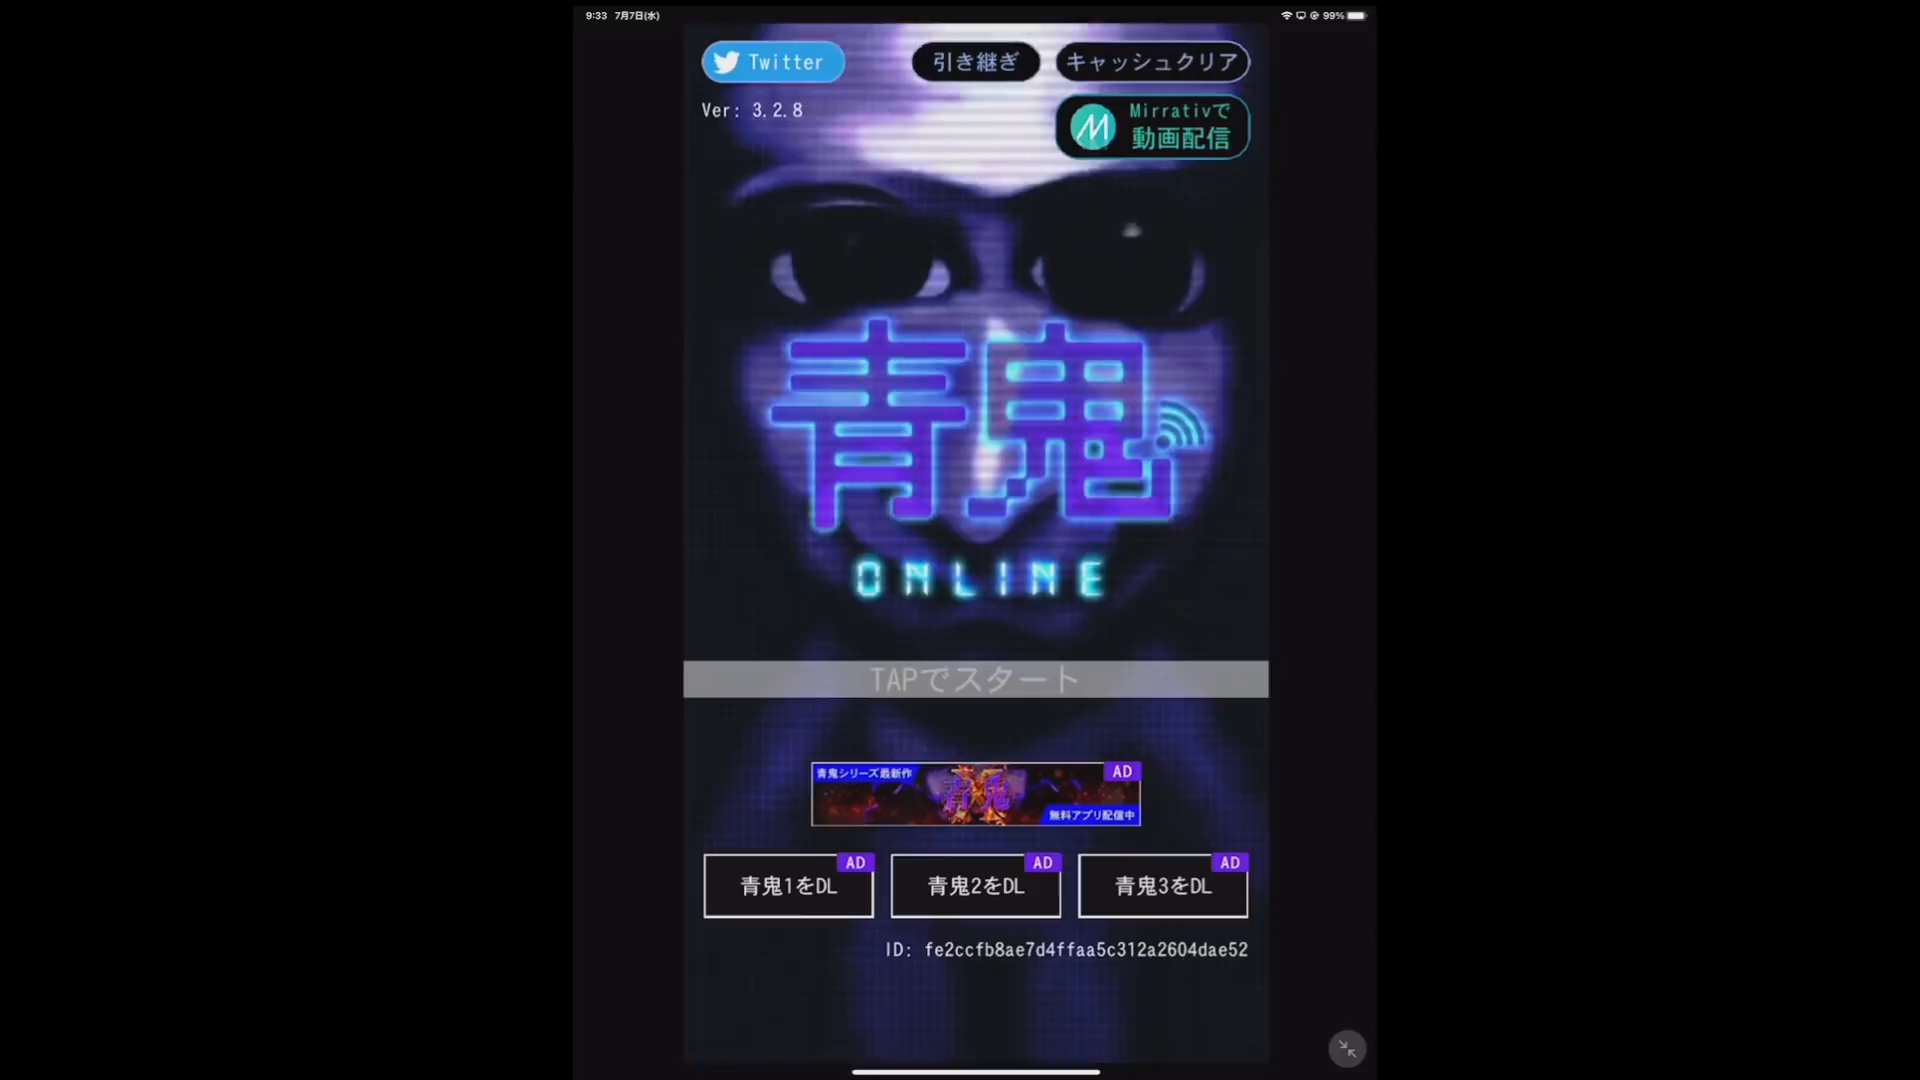 9:33 7月7日(水)
99%
Twitter
引き継ぎ
キャッシュクリア
Ver: 3.2.8
Mirrativで
動画配信
青鬼
ONLINE
TAPでスタート
青鬼シリーズ最新作
AD
青鬼X
無料アプリ配信中
AD
青鬼1をDL
AD
青鬼2をDL
AD
青鬼3をDL
ID: fe2ccfb8ae7d4ffaa5c312a2604dae52